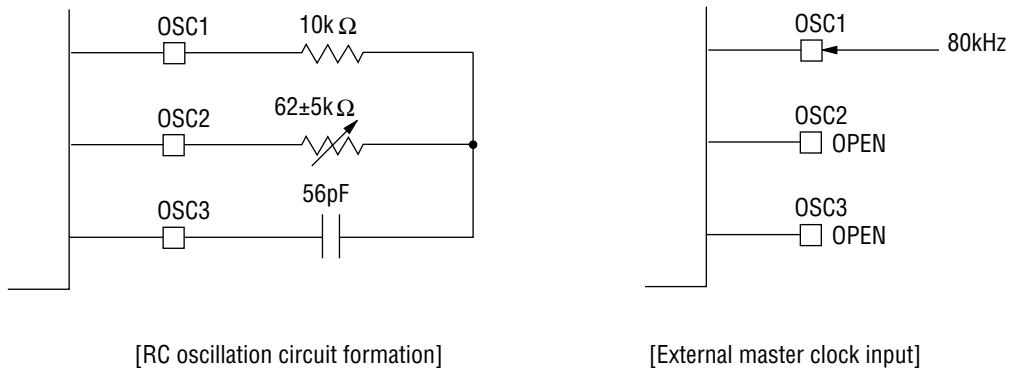 OSC1
10kΩ
OSC2
62±5kΩ
OSC3
56pF
[RC oscillation circuit formation]
OSC1
80kHz
OSC2
OPEN
OSC3
OPEN
[External master clock input]